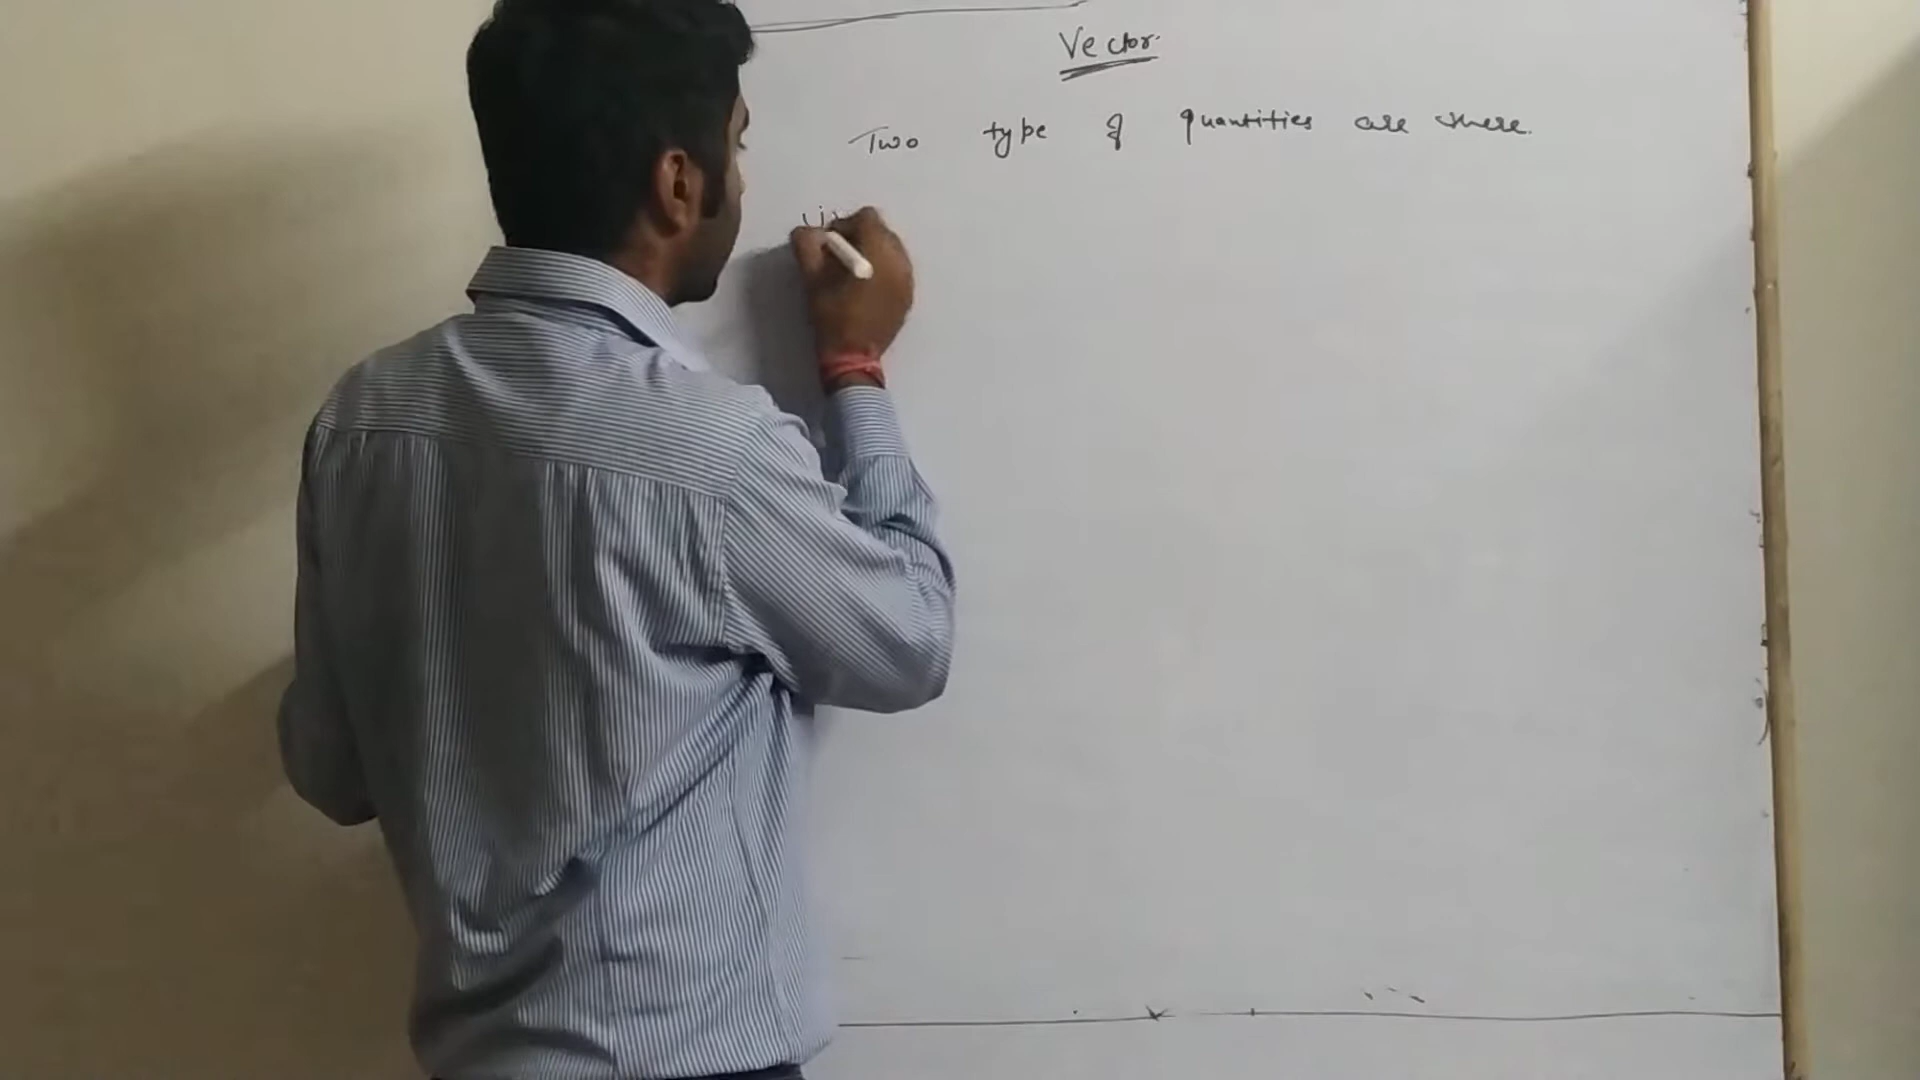 Vector.
Two type of quantities are there.
(i)